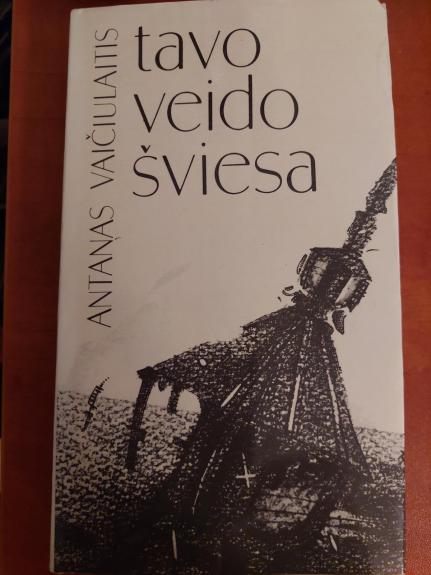 ANTANAS VAIČIULAITIS
tavo
veido
šviesa